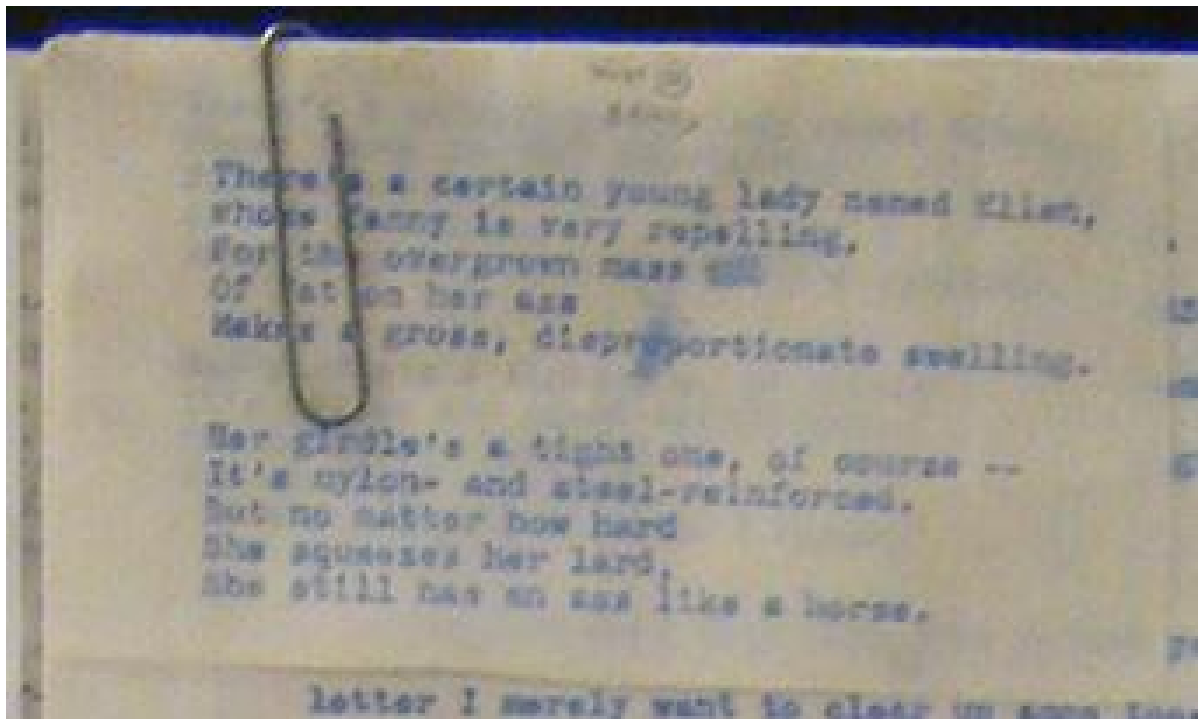 There's a certain young lady named Ellen,
whose fanny is very repelling,
For the overgrown mass
Of fat on her ass
Makes a gross, disproportionate swelling.
Her girdle's a tight one, of course --
It's nylon- and steel-reinforced.
But no matter how hard
She squeezes her lard,
She still has an ass like a horse.
letter I merely want to clear up some